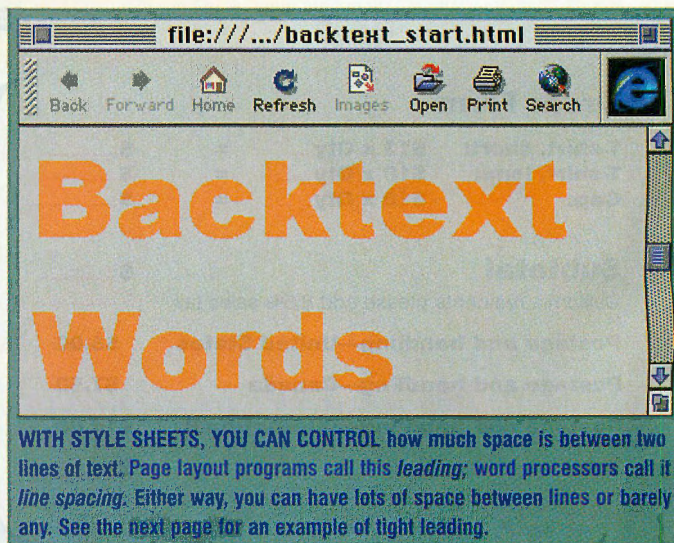 file:///.../backtext_start.html
Back Forward Home Refresh Images Open Print Search
Backtext
Words
WITH STYLE SHEETS, YOU CAN CONTROL how much space is between two
lines of text. Page layout programs call this leading; word processors call it
line spacing. Either way, you can have lots of space between lines or barely
any. See the next page for an example of tight leading.